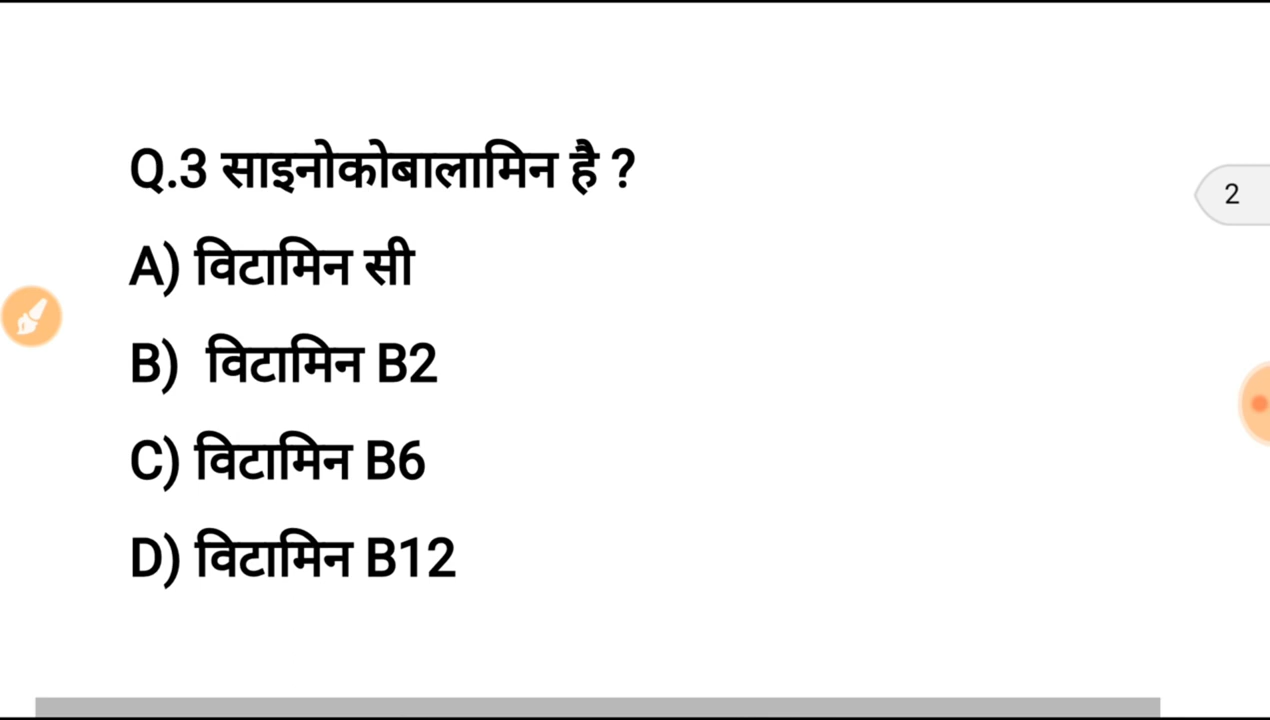 Q.3 साइनोकोबालामिन है ?
2
A) विटामिन सी
B) विटामिन B2
C) विटामिन B6
D) विटामिन B12